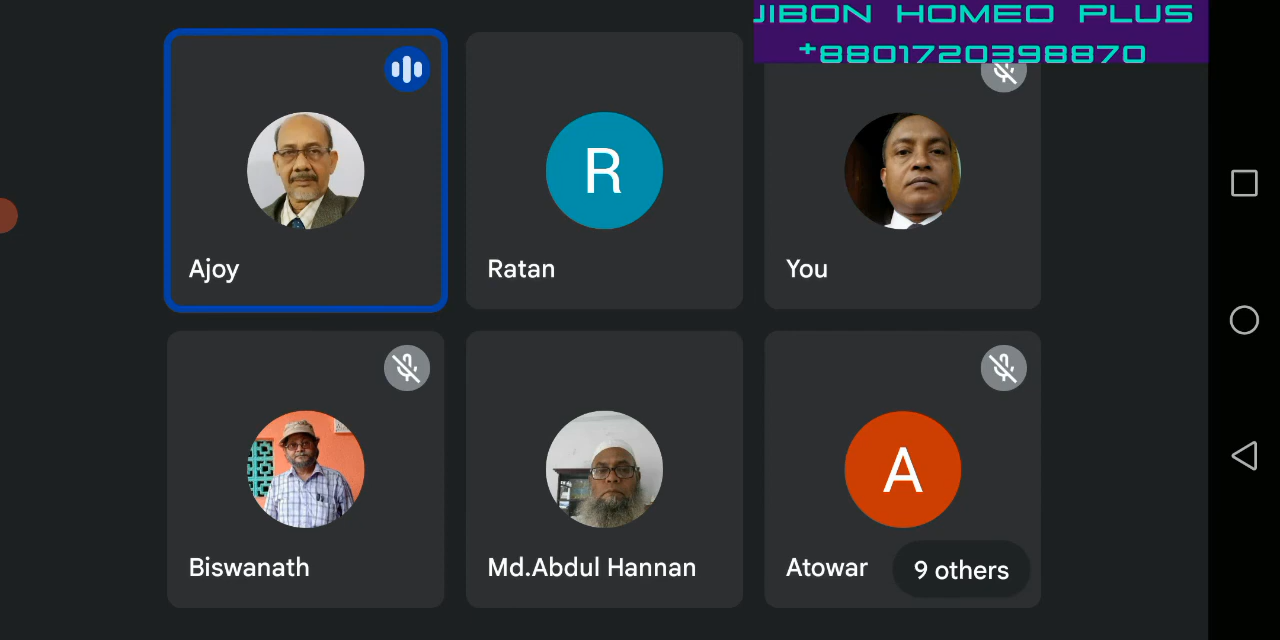 JIBON HOMEO PLUS
+8801720398870
R
Ajoy
Ratan
You
A
Biswanath
Md.Abdul Hannan
Atowar
9 others